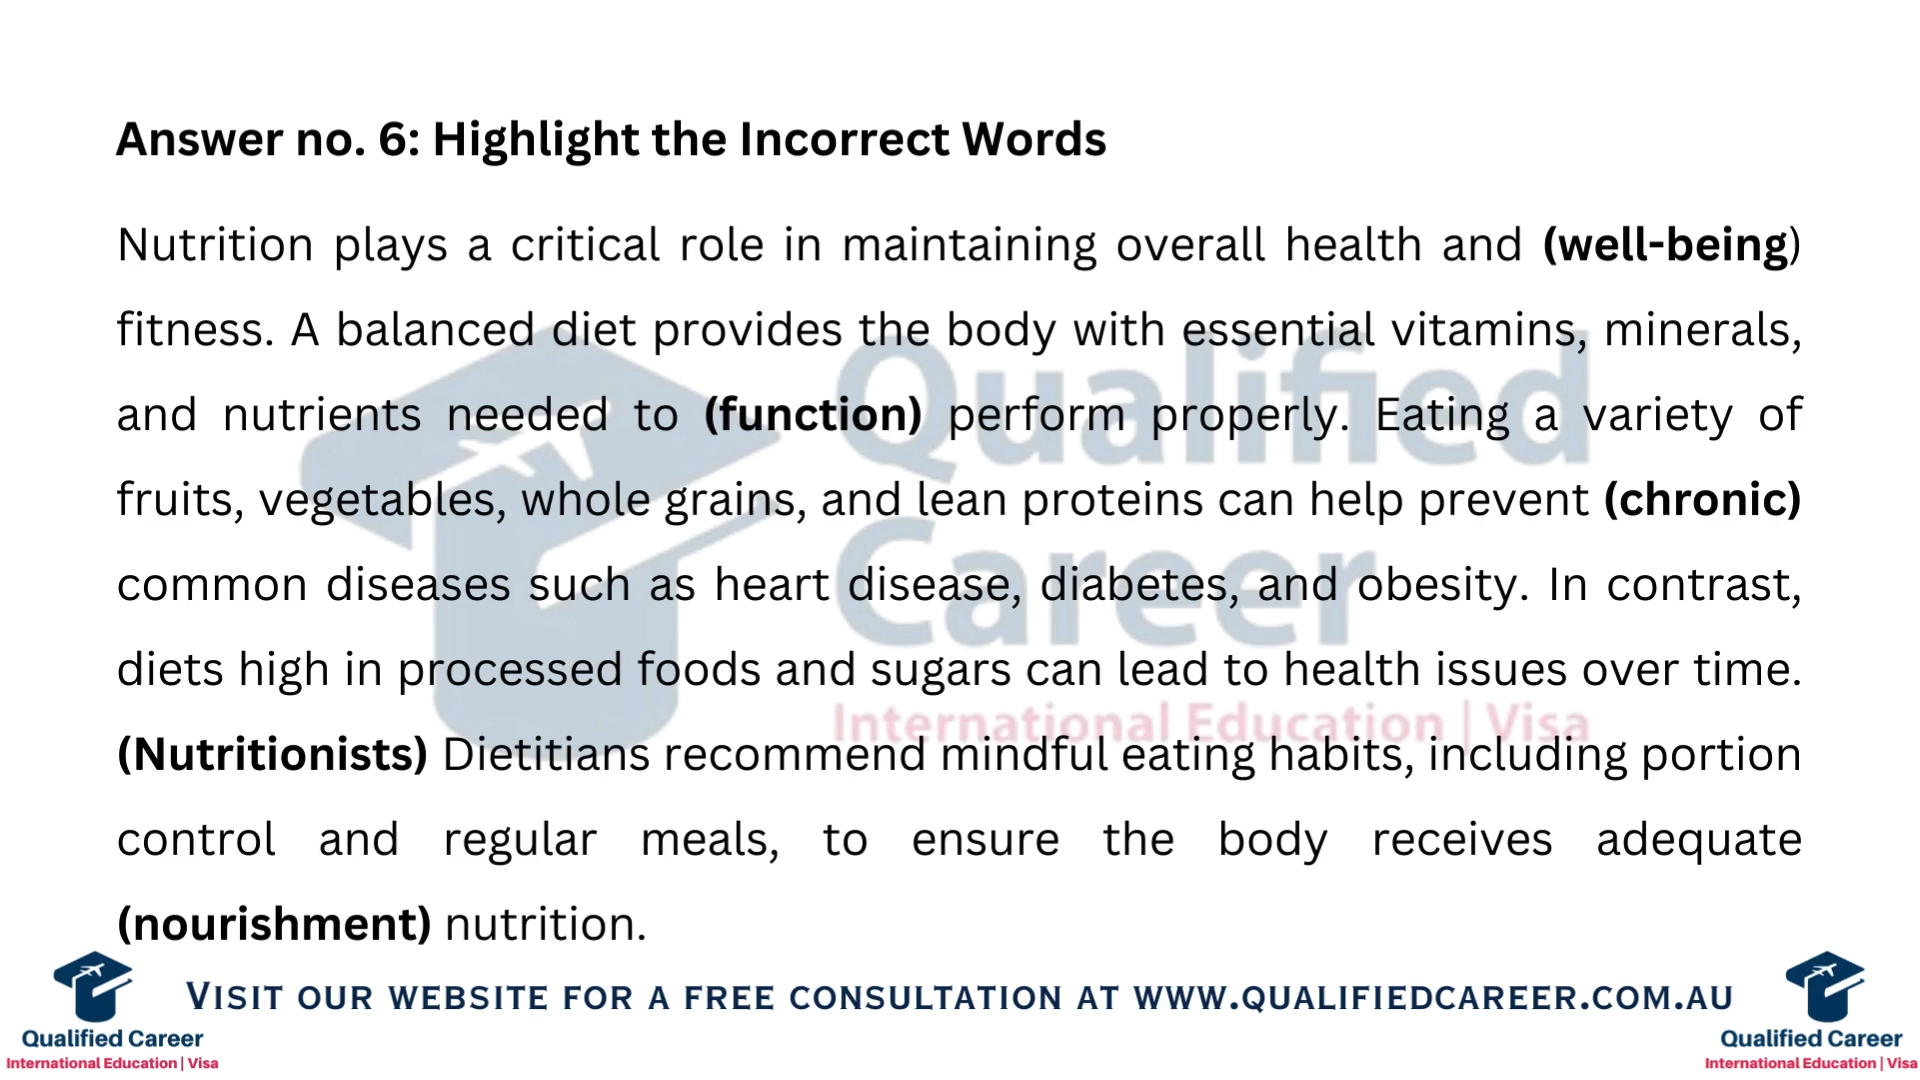 Answer no. 6: Highlight the Incorrect Words
Nutrition plays a critical role in maintaining overall health and (well-being)
fitness. A balanced diet provides the body with essential vitamins, minerals,
and nutrients needed to (function) perform properly. Eating a variety of
fruits, vegetables, whole grains, and lean proteins can help prevent (chronic)
common diseases such as heart disease, diabetes, and obesity. In contrast,
diets high in processed foods and sugars can lead to health issues over time.
(Nutritionists) Dietitians recommend mindful eating habits, including portion
control and regular meals, to ensure the body receives adequate
(nourishment) nutrition.
Qualified
Career
International Education | Visa
VISIT OUR WEBSITE FOR A FREE CONSULTATION AT WWW.QUALIFIEDCAREER.COM.AU
Qualified Career
International Education | Visa
Qualified Career
International Education | Visa